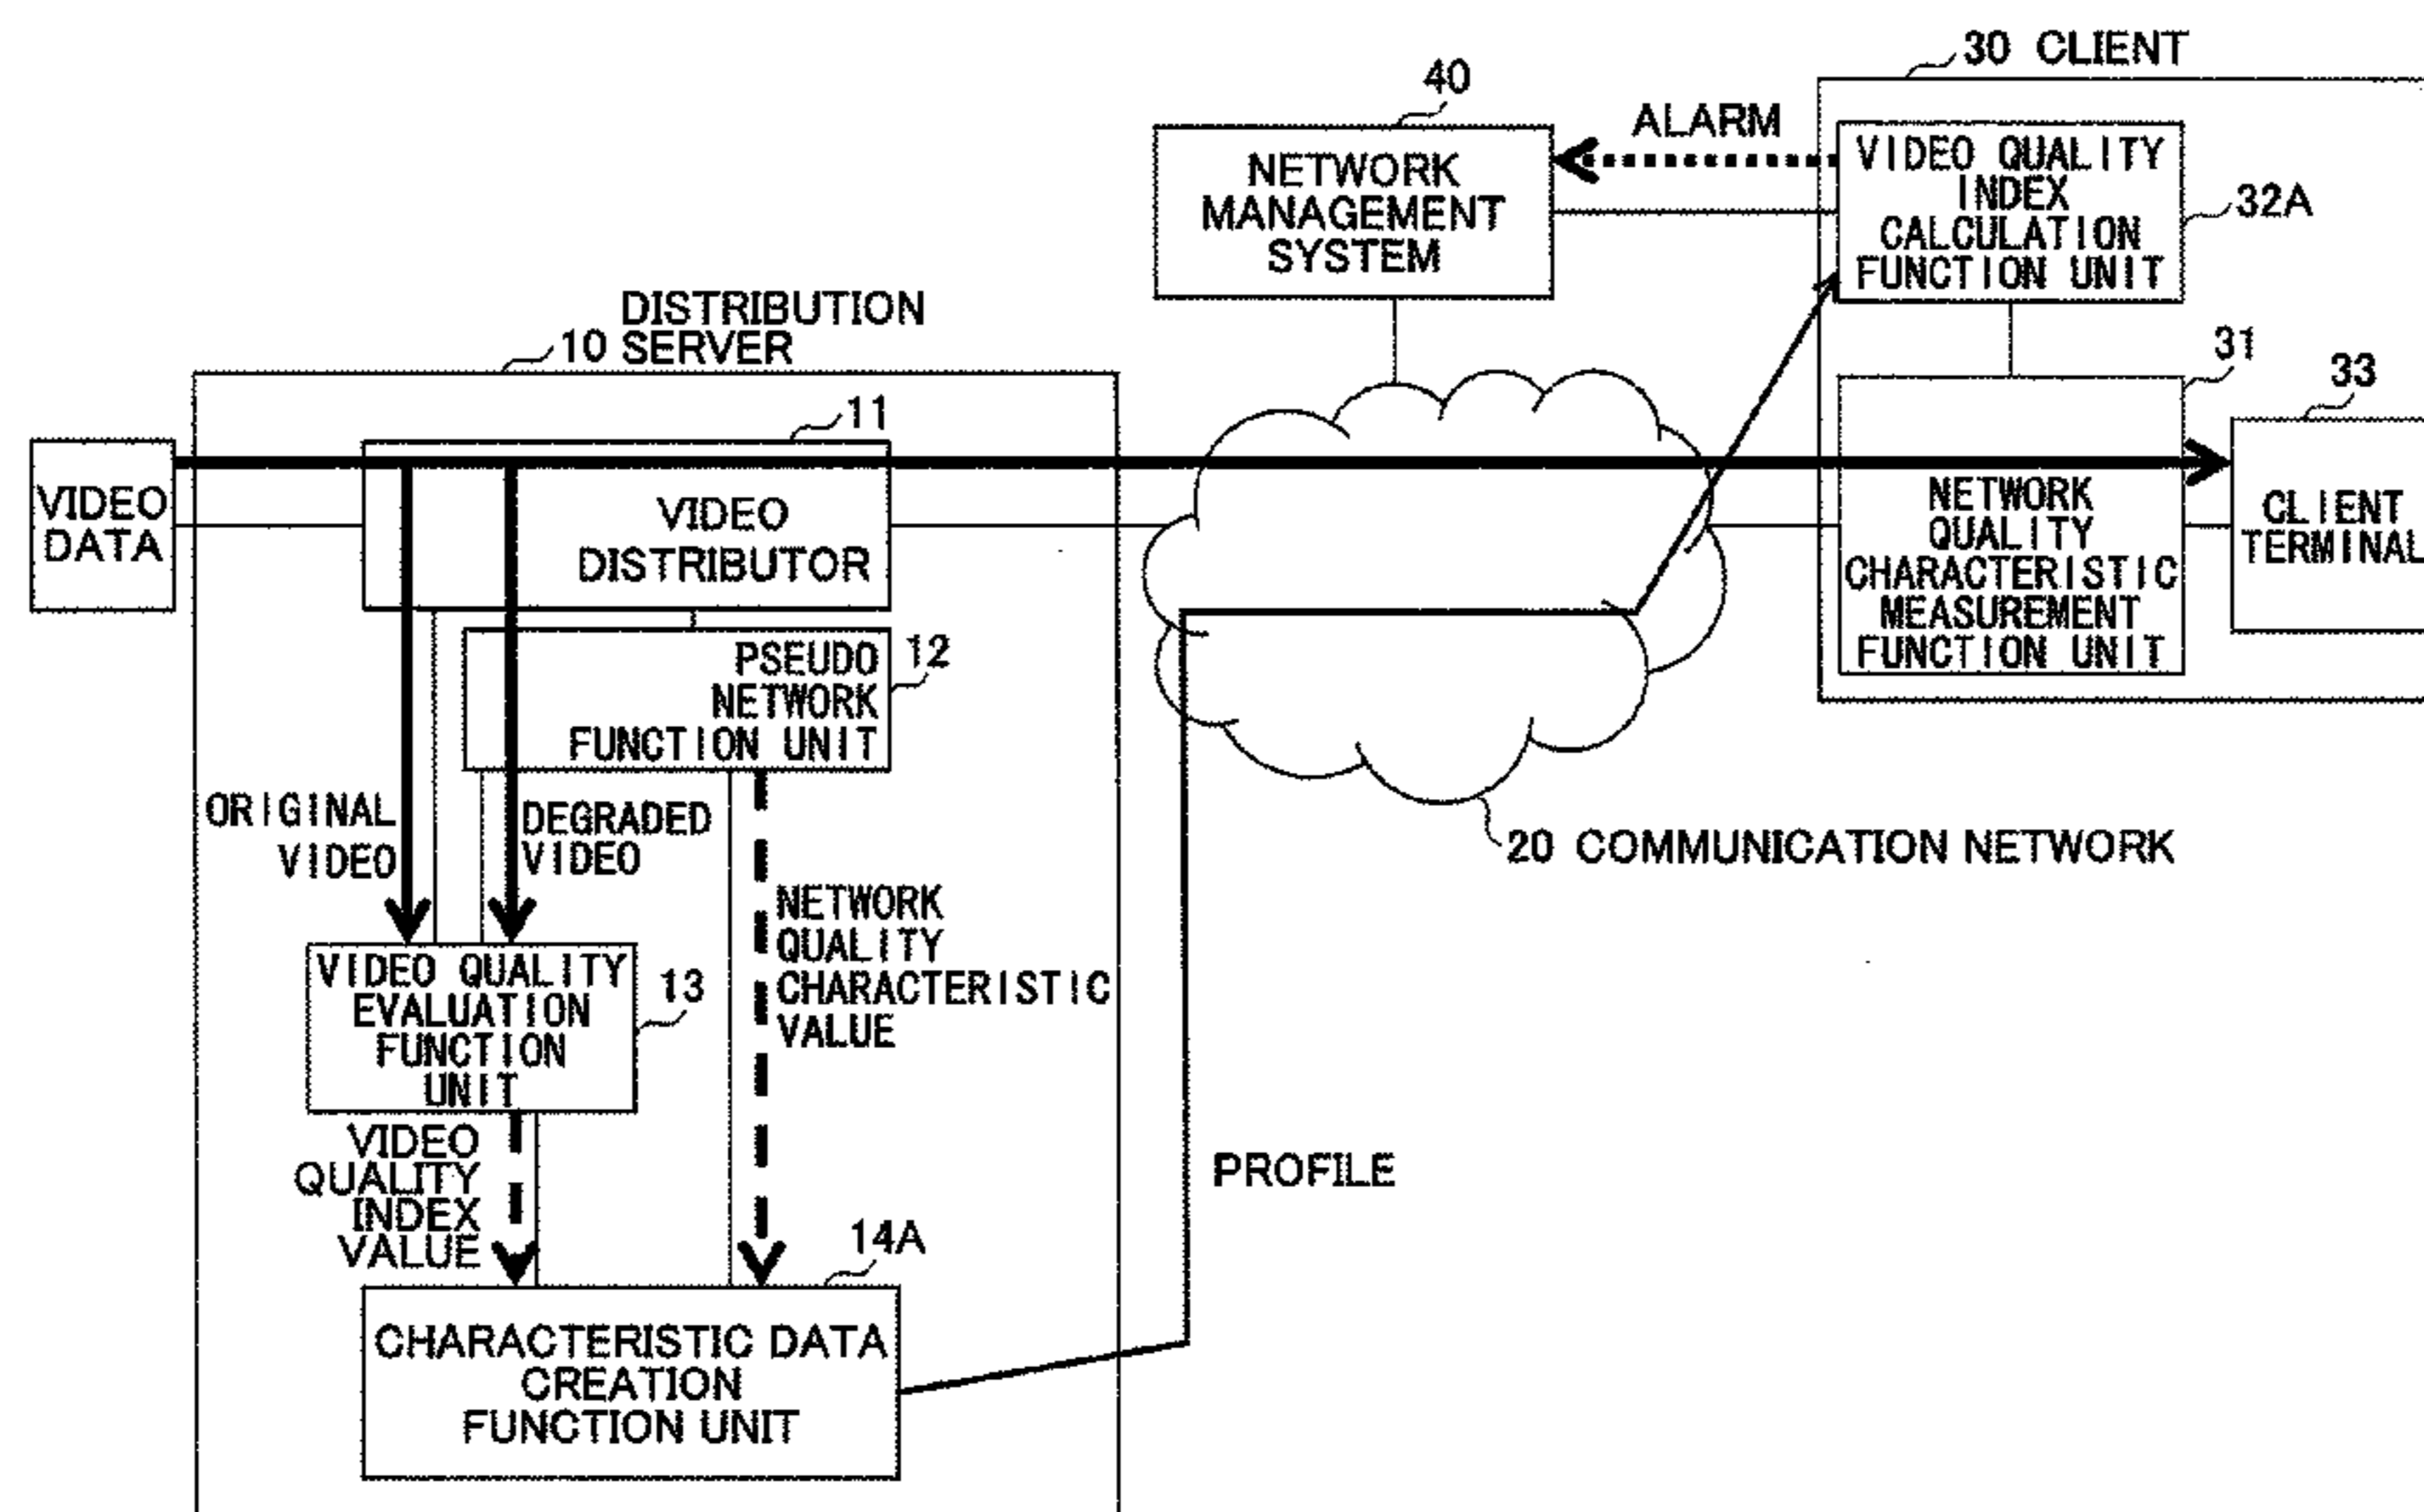 30 CLIENT
40
ALARM
NETWORK
MANAGEMENT
SYSTEM
VIDEO QUALITY
INDEX
CALCULATION
FUNCTION UNIT
32A
DISTRIBUTION
10 SERVER
31
33
11
VIDEO
DATA
VIDEO
DISTRIBUTOR
NETWORK
QUALITY
CHARACTERISTIC
MEASUREMENT
FUNCTION UNIT
CLIENT
TERMINAL
PSEUDO
NETWORK
FUNCTION UNIT
12
ORIGINAL
VIDEO
DEGRADED
VIDEO
20 COMMUNICATION NETWORK
NETWORK
QUALITY
CHARACTERISTIC
VALUE
VIDEO QUALITY
EVALUATION
FUNCTION
UNIT
13
VIDEO
QUALITY
INDEX
VALUE
PROFILE
14A
CHARACTERISTIC DATA
CREATION
FUNCTION UNIT